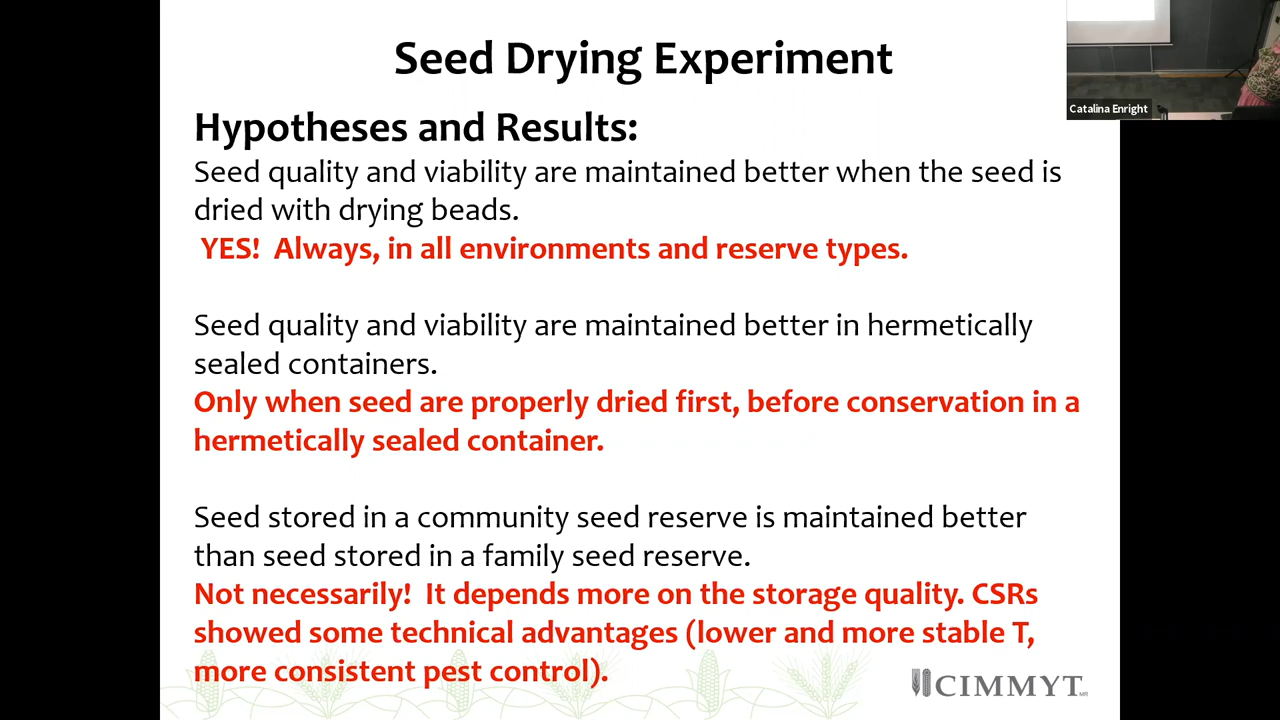 Seed Drying Experiment
Catalina Enright
Hypotheses and Results:
Seed quality and viability are maintained better when the seed is
dried with drying beads.
YES!  Always, in all environments and reserve types.
Seed quality and viability are maintained better in hermetically
sealed containers.
Only when seed are properly dried first, before conservation in a
hermetically sealed container.
Seed stored in a community seed reserve is maintained better
than seed stored in a family seed reserve.
Not necessarily!  It depends more on the storage quality. CSRs
showed some technical advantages (lower and more stable T,
more consistent pest control).
CIMMYT MR